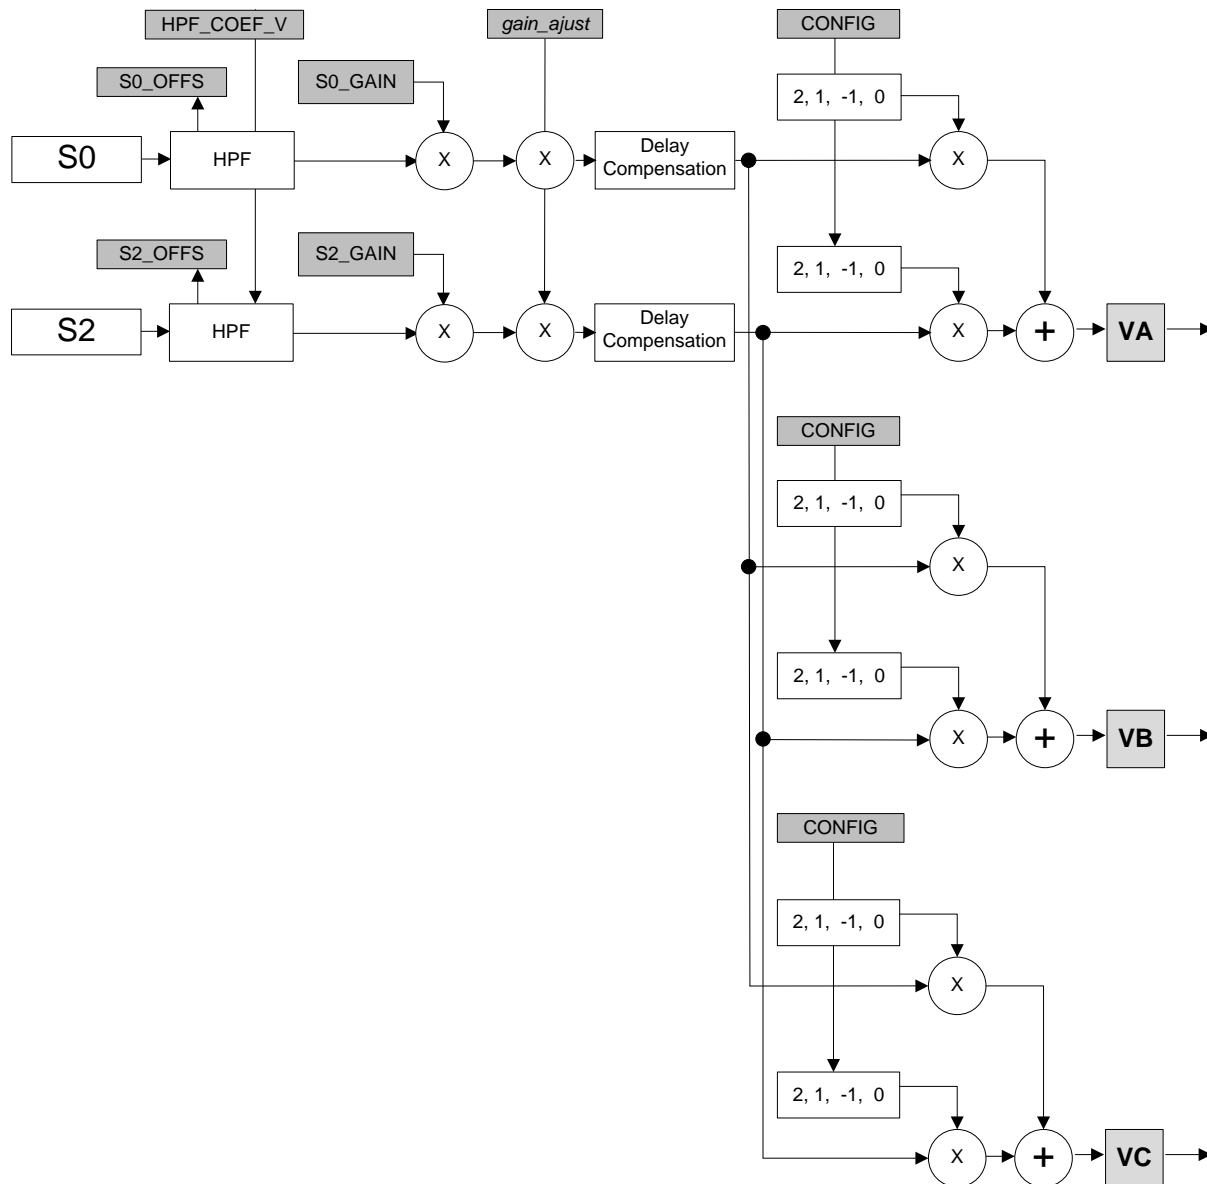 HPF_COEF_V
gain_ajust
CONFIG
S0_OFFS
S0_GAIN
2, 1, -1, 0
S0
HPF
X
X
Delay
Compensation
X
S2_OFFS
S2_GAIN
2, 1, -1, 0
S2
HPF
X
X
Delay
Compensation
X
+
VA
CONFIG
2, 1, -1, 0
X
2, 1, -1, 0
X
+
VB
CONFIG
2, 1, -1, 0
X
2, 1, -1, 0
X
+
VC